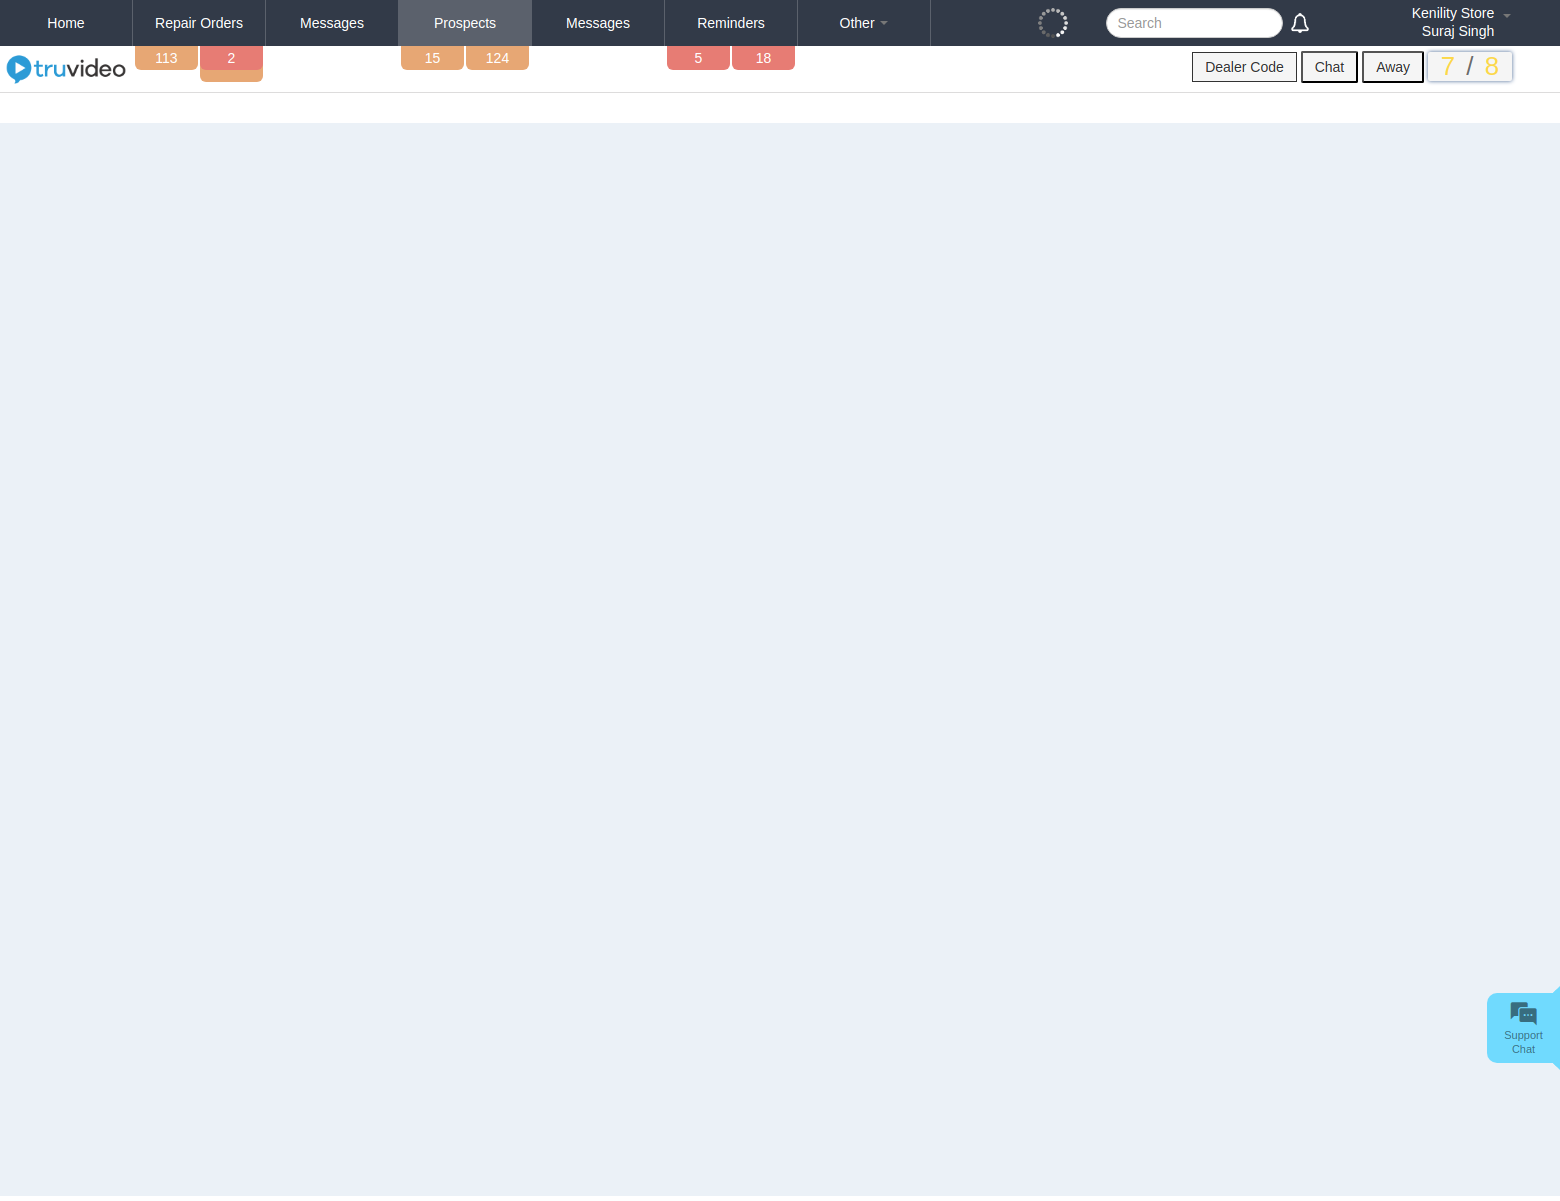 Home
Repair Orders
Messages
Prospects
Messages
Reminders
Other
Search
Kenility Store
Suraj Singh
truvideo
113
2
15
124
5
18
Dealer Code
Chat
Away
7 / 8
Support
Chat